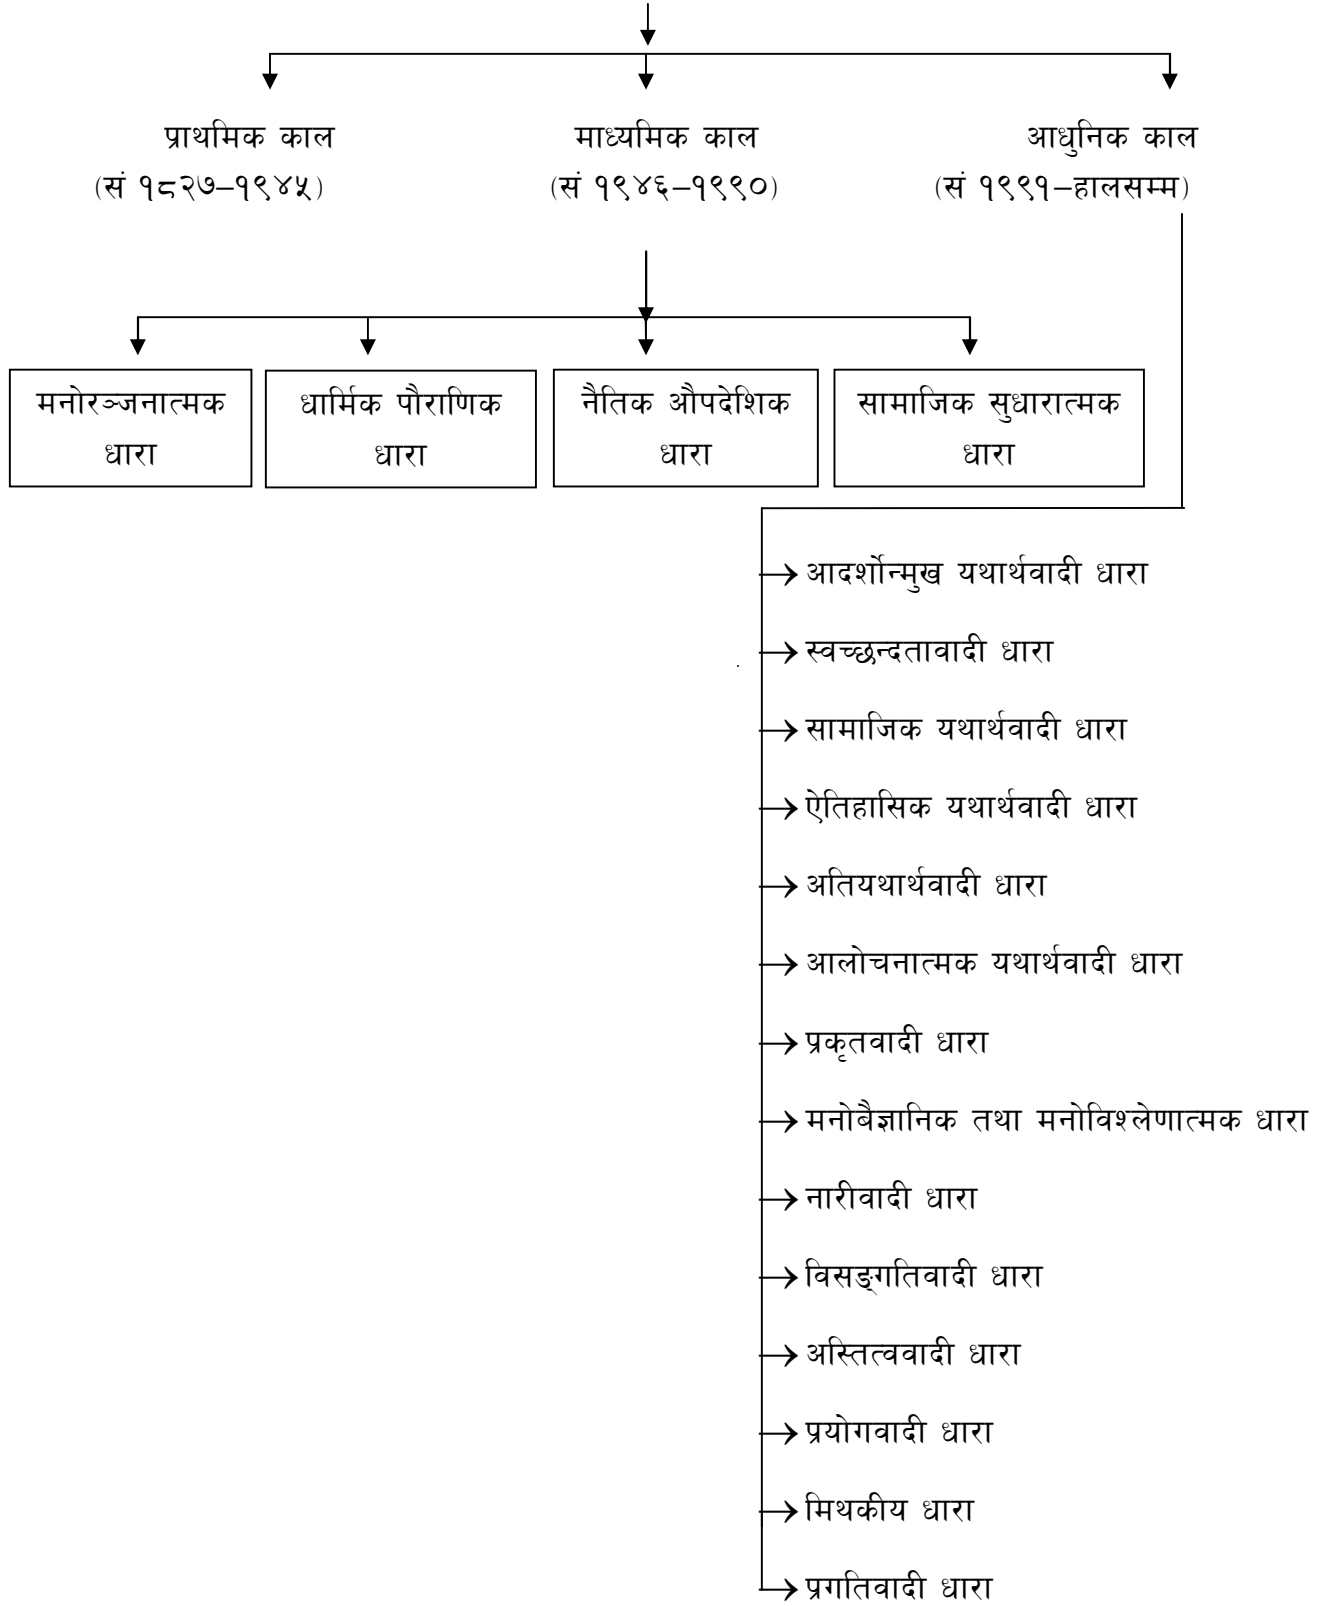 प्राथमिक काल माध्यमिक काल आधुनिक काल
(सं १८२७–१९४५) (सं १९४६–१९९०) (सं १९९१–हालसम्म)
मनोरञ्जनात्मक धार्मिक पौराणिक नैतिक औपदेशिक सामाजिक सुधारात्मक
धारा धारा धारा धारा
आदर्शोन्मुख यथार्थवादी धारा
स्वच्छन्दतावादी धारा
सामाजिक यथार्थवादी धारा
ऐतिहासिक यथार्थवादी धारा
अतियथार्थवादी धारा
आलोचनात्मक यथार्थवादी धारा
प्रकृतवादी धारा
मनोबैज्ञानिक तथा मनोविश्लेणात्मक धारा
नारीवादी धारा
विसङ्गतिवादी धारा
अस्तित्ववादी धारा
प्रयोगवादी धारा
मिथकीय धारा
प्रगतिवादी धारा